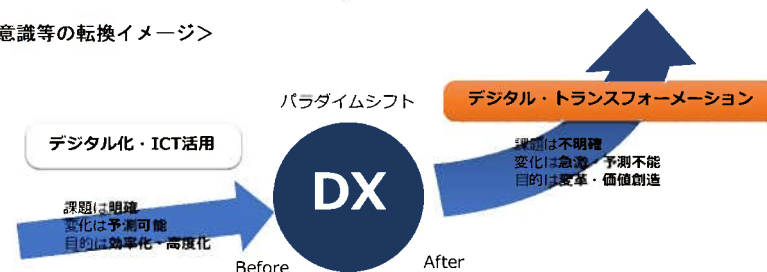 意識等の転換イメージ＞
パラダイムシフト
デジタル・トランスフォーメーション
デジタル化・ICT活用
課題は不明確
変化は急激・予測不能
目的は変革・価値創造
DX
課題は明確
変化は予測可能
目的は効率化・高度化
Before
After